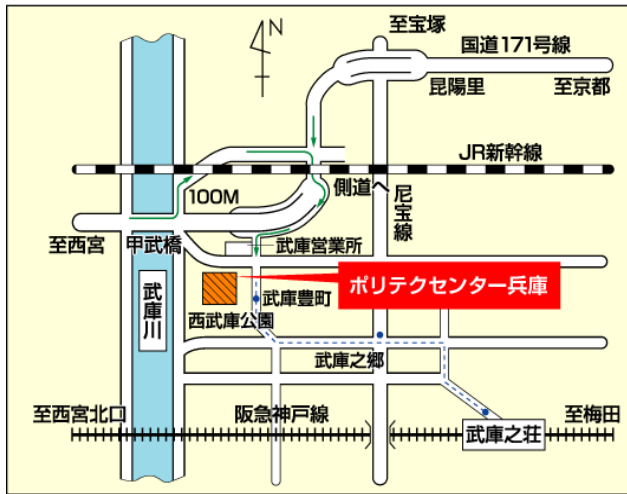 至宝塚
N
国道171号線
昆陽里
至京都
JR新幹線
100M
側道へ
尼宝線
至西宮
甲武橋
武庫営業所
ポリテクセンター兵庫
武庫川
武庫豊町
西武庫公園
武庫之郷
至西宮北口
阪急神戸線
武庫之荘
至梅田